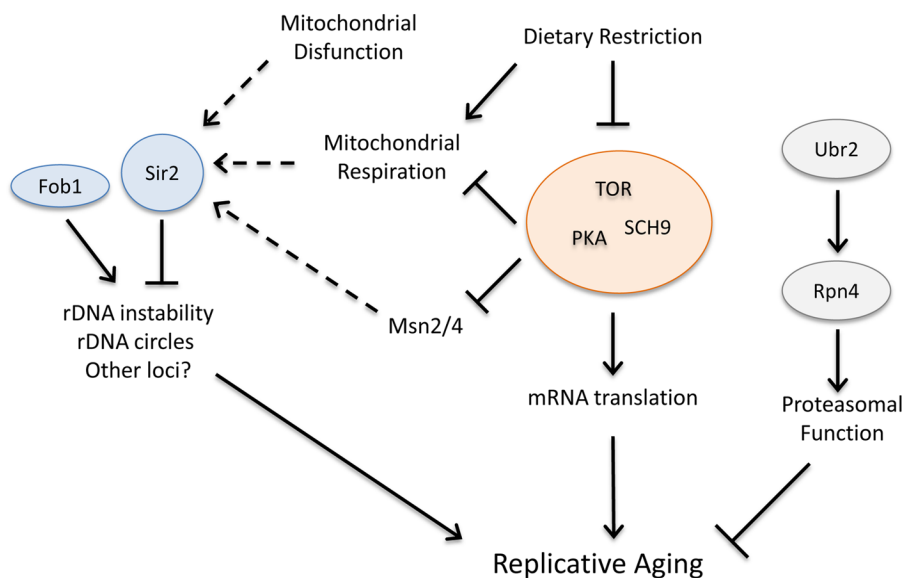 Mitochondrial
Disfunction
Dietary Restriction
Mitochondrial
Respiration
Fob1
Sir2
TOR
SCH9
PKA
Ubr2
Rpn4
rDNA instability
rDNA circles
Other loci?
Msn2/4
mRNA translation
Proteasomal
Function
Replicative Aging